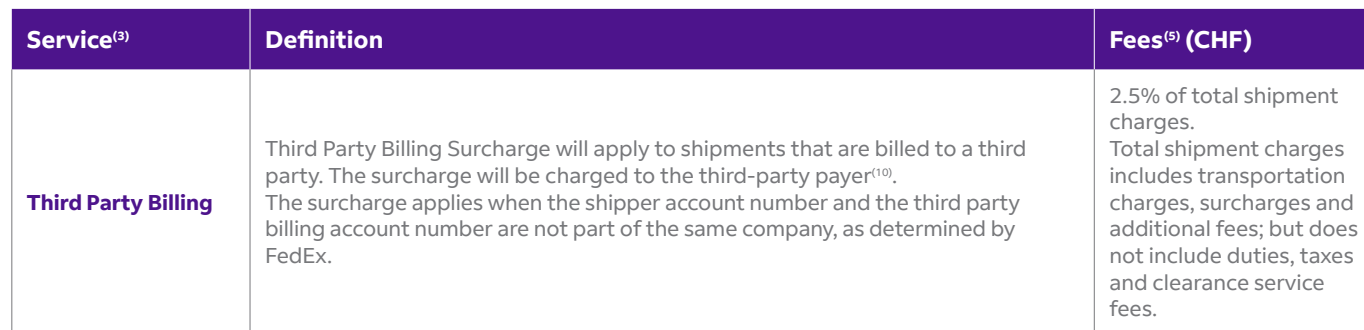 Service(3) Definition Fees(5) (CHF)
Third Party Billing
Third Party Billing Surcharge will apply to shipments that are billed to a third
party. The surcharge will be charged to the third-party payer(10).
The surcharge applies when the shipper account number and the third party
billing account number are not part of the same company, as determined by
FedEx.
2.5% of total shipment
charges.
Total shipment charges
includes transportation
charges, surcharges and
additional fees; but does
not include duties, taxes
and clearance service
fees.